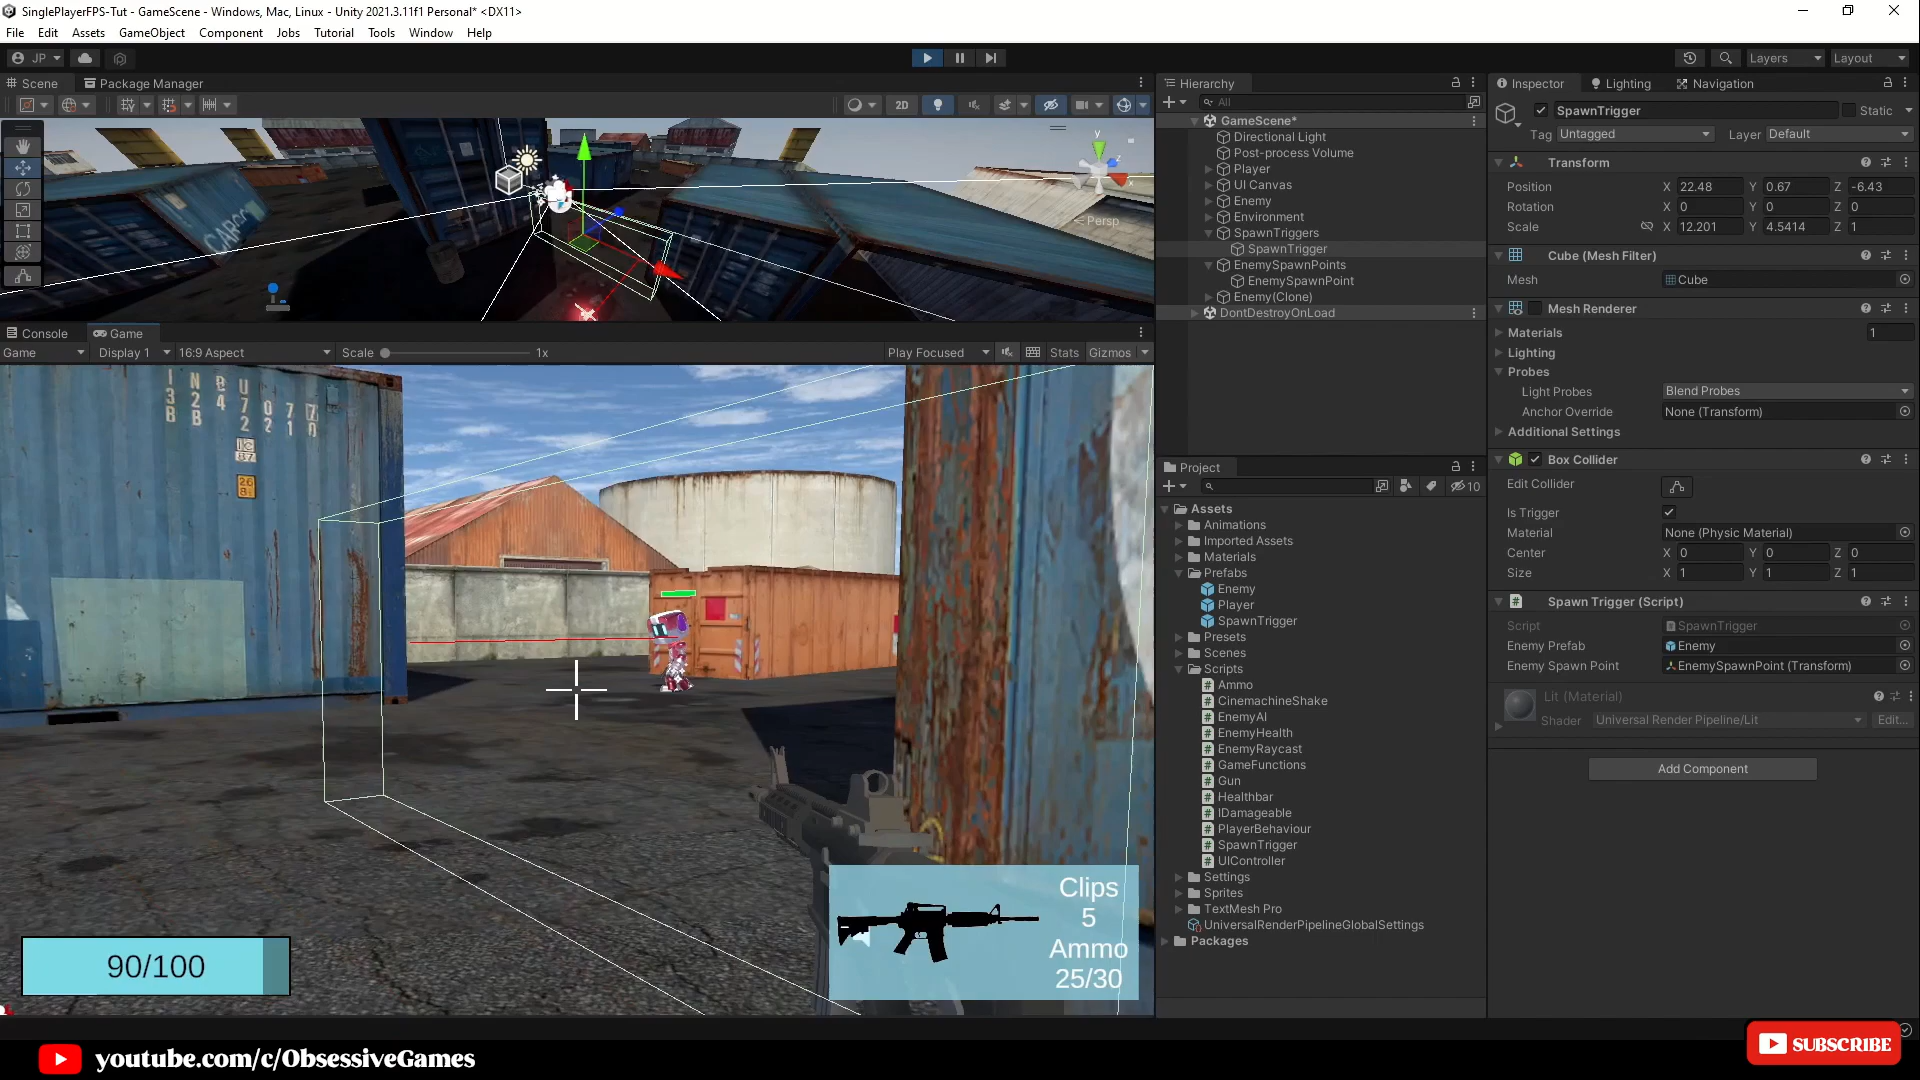 SinglePlayerFPS-Tut - GameScene - Windows, Mac, Linux - Unity 2021.3.11f1 Personal* <DX11>
File Edit Assets GameObject Component Jobs Tutorial Tools Window Help
JP Layers Layout
Scene Package Manager
2D
y
x
Persp
CARGO
Console Game
Game Display 1 16:9 Aspect Scale 1x Play Focused Stats Gizmos
90/100
Clips
5
Ammo
25/30
Hierarchy
All
GameScene*
Directional Light
Post-process Volume
Player
UI Canvas
Enemy
Environment
SpawnTriggers
SpawnTrigger
EnemySpawnPoints
EnemySpawnPoint
Enemy(Clone)
DontDestroyOnLoad
Project
10
Assets
Animations
Imported Assets
Materials
Prefabs
Enemy
Player
SpawnTrigger
Presets
Scenes
Scripts
Ammo
CinemachineShake
EnemyAI
EnemyHealth
EnemyRaycast
GameFunctions
Gun
Healthbar
IDamageable
PlayerBehaviour
SpawnTrigger
UIController
Settings
Sprites
TextMesh Pro
UniversalRenderPipelineGlobalSettings
Packages
Inspector Lighting Navigation
SpawnTrigger Static
Tag Untagged Layer Default
Transform
Position X 22.48 Y 0.67 Z -6.43
Rotation X 0 Y 0 Z 0
Scale X 12.201 Y 4.5414 Z 1
Cube (Mesh Filter)
Mesh Cube
Mesh Renderer
Materials 1
Lighting
Probes
Light Probes Blend Probes
Anchor Override None (Transform)
Additional Settings
Box Collider
Edit Collider
Is Trigger
Material None (Physic Material)
Center X 0 Y 0 Z 0
Size X 1 Y 1 Z 1
Spawn Trigger (Script)
Script SpawnTrigger
Enemy Prefab Enemy
Enemy Spawn Point EnemySpawnPoint (Transform)
Lit (Material)
Shader Universal Render Pipeline/Lit Edit...
Add Component
youtube.com/c/ObsessiveGames
SUBSCRIBE